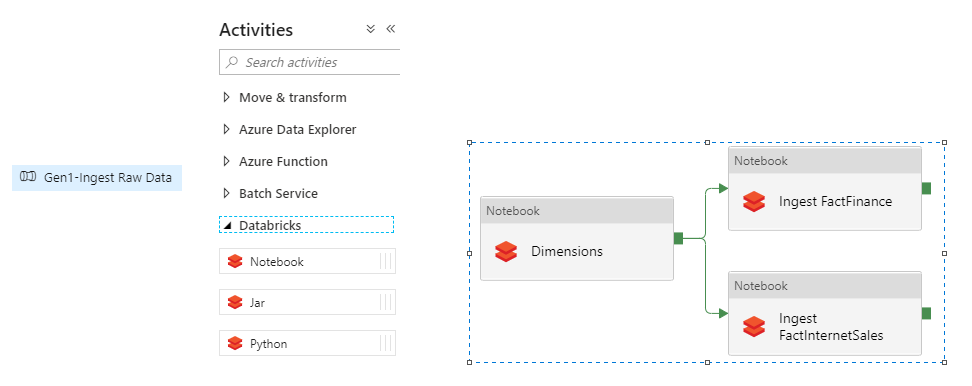 Gen1-Ingest Raw Data
Activities
Search activities
Move & transform
Azure Data Explorer
Azure Function
Batch Service
Databricks
Notebook
Jar
Python
Notebook
Dimensions
Notebook
Ingest FactFinance
Notebook
Ingest
FactInternetSales